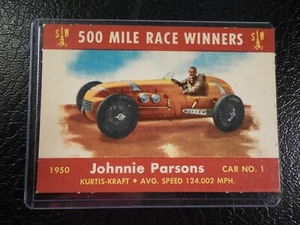 500 MILE RACE WINNERS
1950
Johnnie Parsons
CAR NO. 1
KURTIS-KRAFT • AVG. SPEED 124.002 MPH.